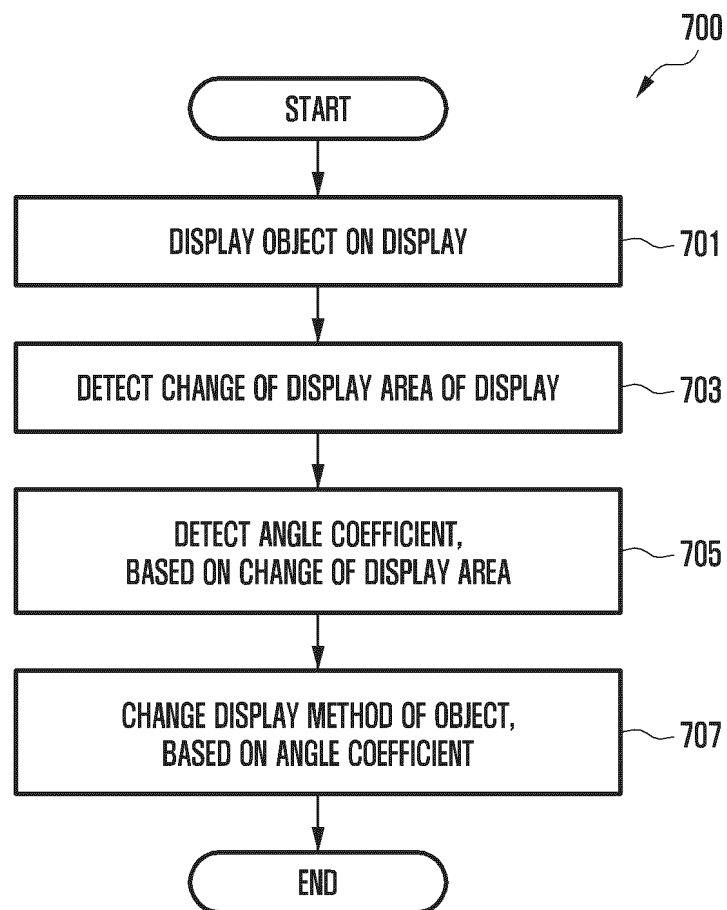 700
START
DISPLAY OBJECT ON DISPLAY
701
DETECT CHANGE OF DISPLAY AREA OF DISPLAY
703
DETECT ANGLE COEFFICIENT,
BASED ON CHANGE OF DISPLAY AREA
705
CHANGE DISPLAY METHOD OF OBJECT,
BASED ON ANGLE COEFFICIENT
707
END